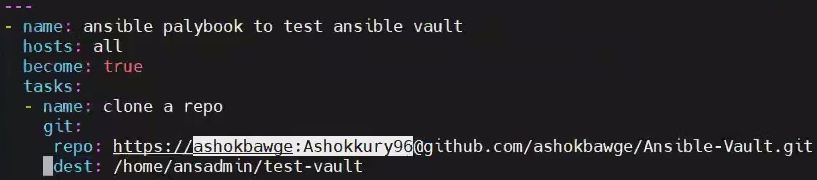 ---
- name: ansible palybook to test ansible vault
  hosts: all
  become: true
  tasks:
  - name: clone a repo
    git:
     repo: https://ashokbawge:Ashokkury96@github.com/ashokbawge/Ansible-Vault.git
     dest: /home/ansadmin/test-vault